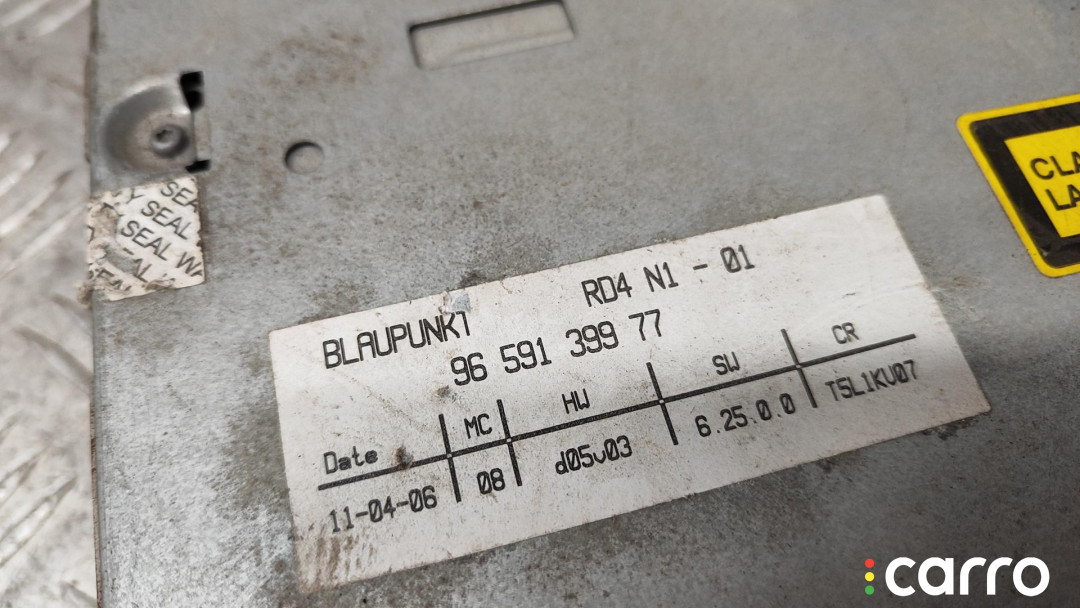 SEAL
SEAL
SEAL
BLAUPUNKT RD4 N1 - 01
96 591 399 77
Date MC HW SW CR
11-04-06 08 d05v03 6.25.0.0 T5L1KV07
carro